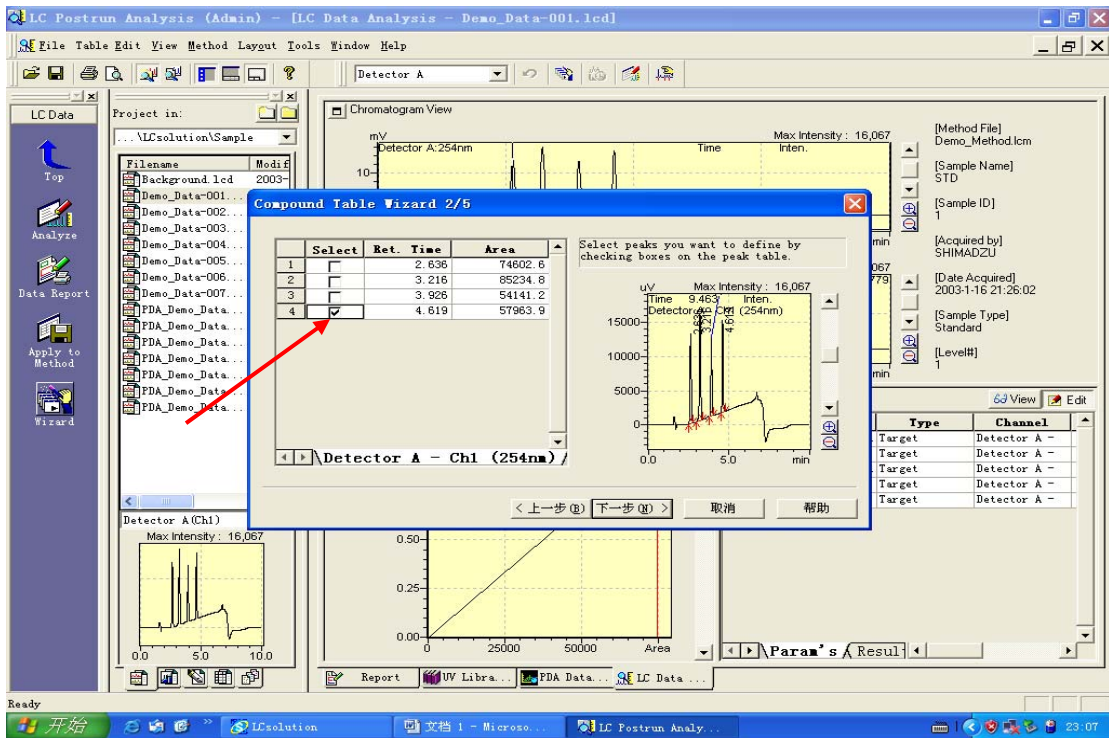 LC Postrun Analysis (Admin) - [LC Data Analysis - Demo_Data-001.lcd]
File Table Edit View Method Layout Tools Window Help
Detector A
LC Data
Top
Analyze
Data Report
Apply to
Method
Wizard
Project in:
...\LCsolution\Sample
Filename Modif
Background.lcd 2003-
Demo_Data-001...
Demo_Data-002...
Demo_Data-003...
Demo_Data-004...
Demo_Data-005...
Demo_Data-006...
Demo_Data-007...
PDA_Demo_Data...
PDA_Demo_Data...
PDA_Demo_Data...
PDA_Demo_Data...
PDA_Demo_Data...
PDA_Demo_Data...
PDA_Demo_Data...
Detector A(Ch1)
Max Intensity : 16,067
0.0 5.0 10.0
Chromatogram View
mV
Detector A:254nm
Max Intensity : 16,067
Time Inten.
10
min
067
779
min
[Method File]
Demo_Method.lcm
[Sample Name]
STD
[Sample ID]
1
[Acquired by]
SHIMADZU
[Date Acquired]
2003-1-16 21:26:02
[Sample Type]
Standard
[Level#]
1
Compound Table Wizard 2/5
Select Ret. Time Area
1 2.636 74602.6
2 3.216 85234.8
3 3.926 54141.2
4 4.619 57963.9
Detector A - Ch1 (254nm)
Select peaks you want to define by
checking boxes on the peak table.
uV Max Intensity : 16,067
Time 9.463 Inten.
Detector A Ch1 (254nm)
15000
10000
5000
0
0.0 5.0 min
< 上一步(B) 下一步(N) > 取消 帮助
View Edit
Type Channel
Target Detector A -
Target Detector A -
Target Detector A -
Target Detector A -
Target Detector A -
0.50
0.25
0.00
0 25000 50000 Area
Param's Resul
Report UV Libra... PDA Data... LC Data ...
Ready
开始 LCsolution 文档 1 - Microso... LC Postrun Analy... 23:07